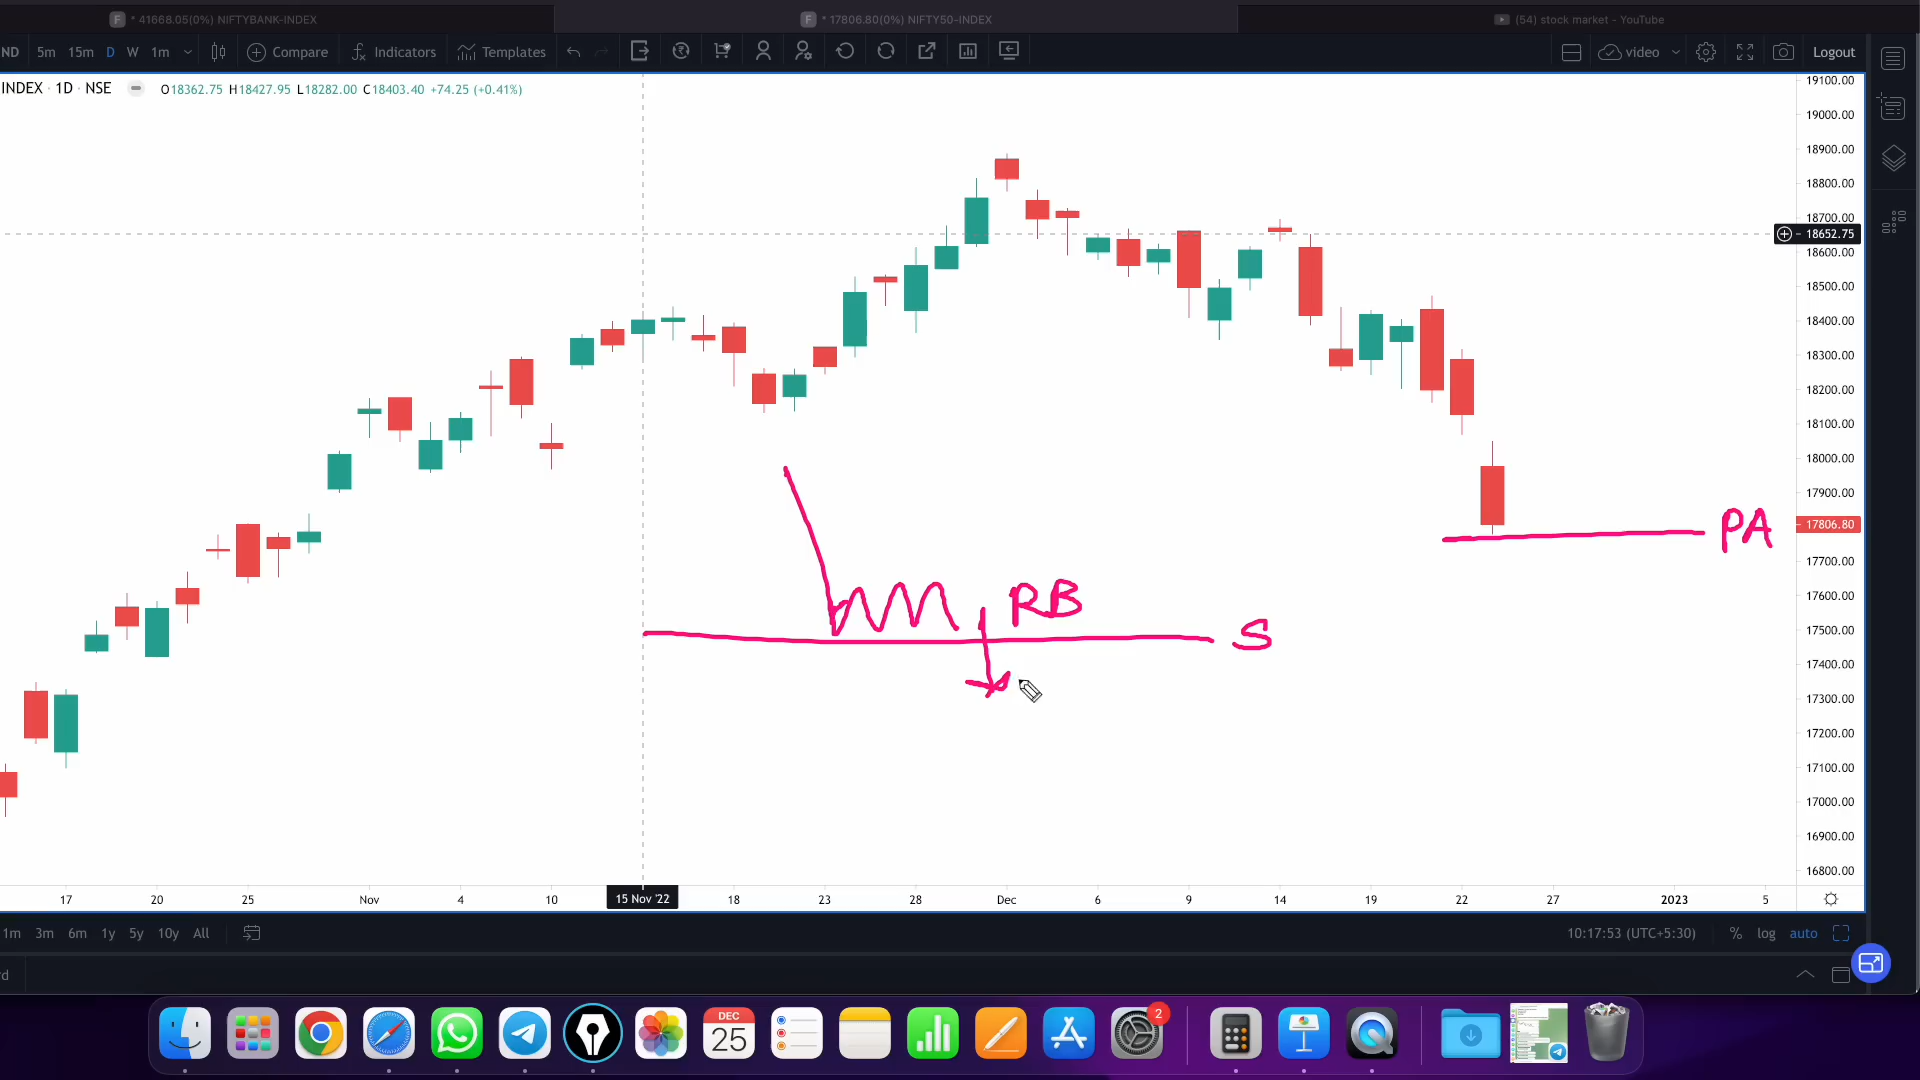 * 41668.05(0%) NIFTYBANK-INDEX
* 17806.80(0%) NIFTY50-INDEX
(54) stock market - YouTube
ND 5m 15m D W 1m Compare Indicators Templates video Logout
INDEX · 1D · NSE O18362.75 H18427.95 L18282.00 C18403.40 +74.25 (+0.41%)
19100.00
19000.00
18900.00
18800.00
18700.00
18652.75
18600.00
18500.00
18400.00
18300.00
18200.00
18100.00
18000.00
17900.00
PA
17806.80
17700.00
RB
17600.00
S
17500.00
17400.00
17300.00
17200.00
17100.00
17000.00
16900.00
16800.00
17 20 25 Nov 4 10 15 Nov '22 18 23 28 Dec 6 9 14 19 22 27 2023 5
1m 3m 6m 1y 5y 10y All 10:17:53 (UTC+5:30) % log auto
d
DEC
25
2